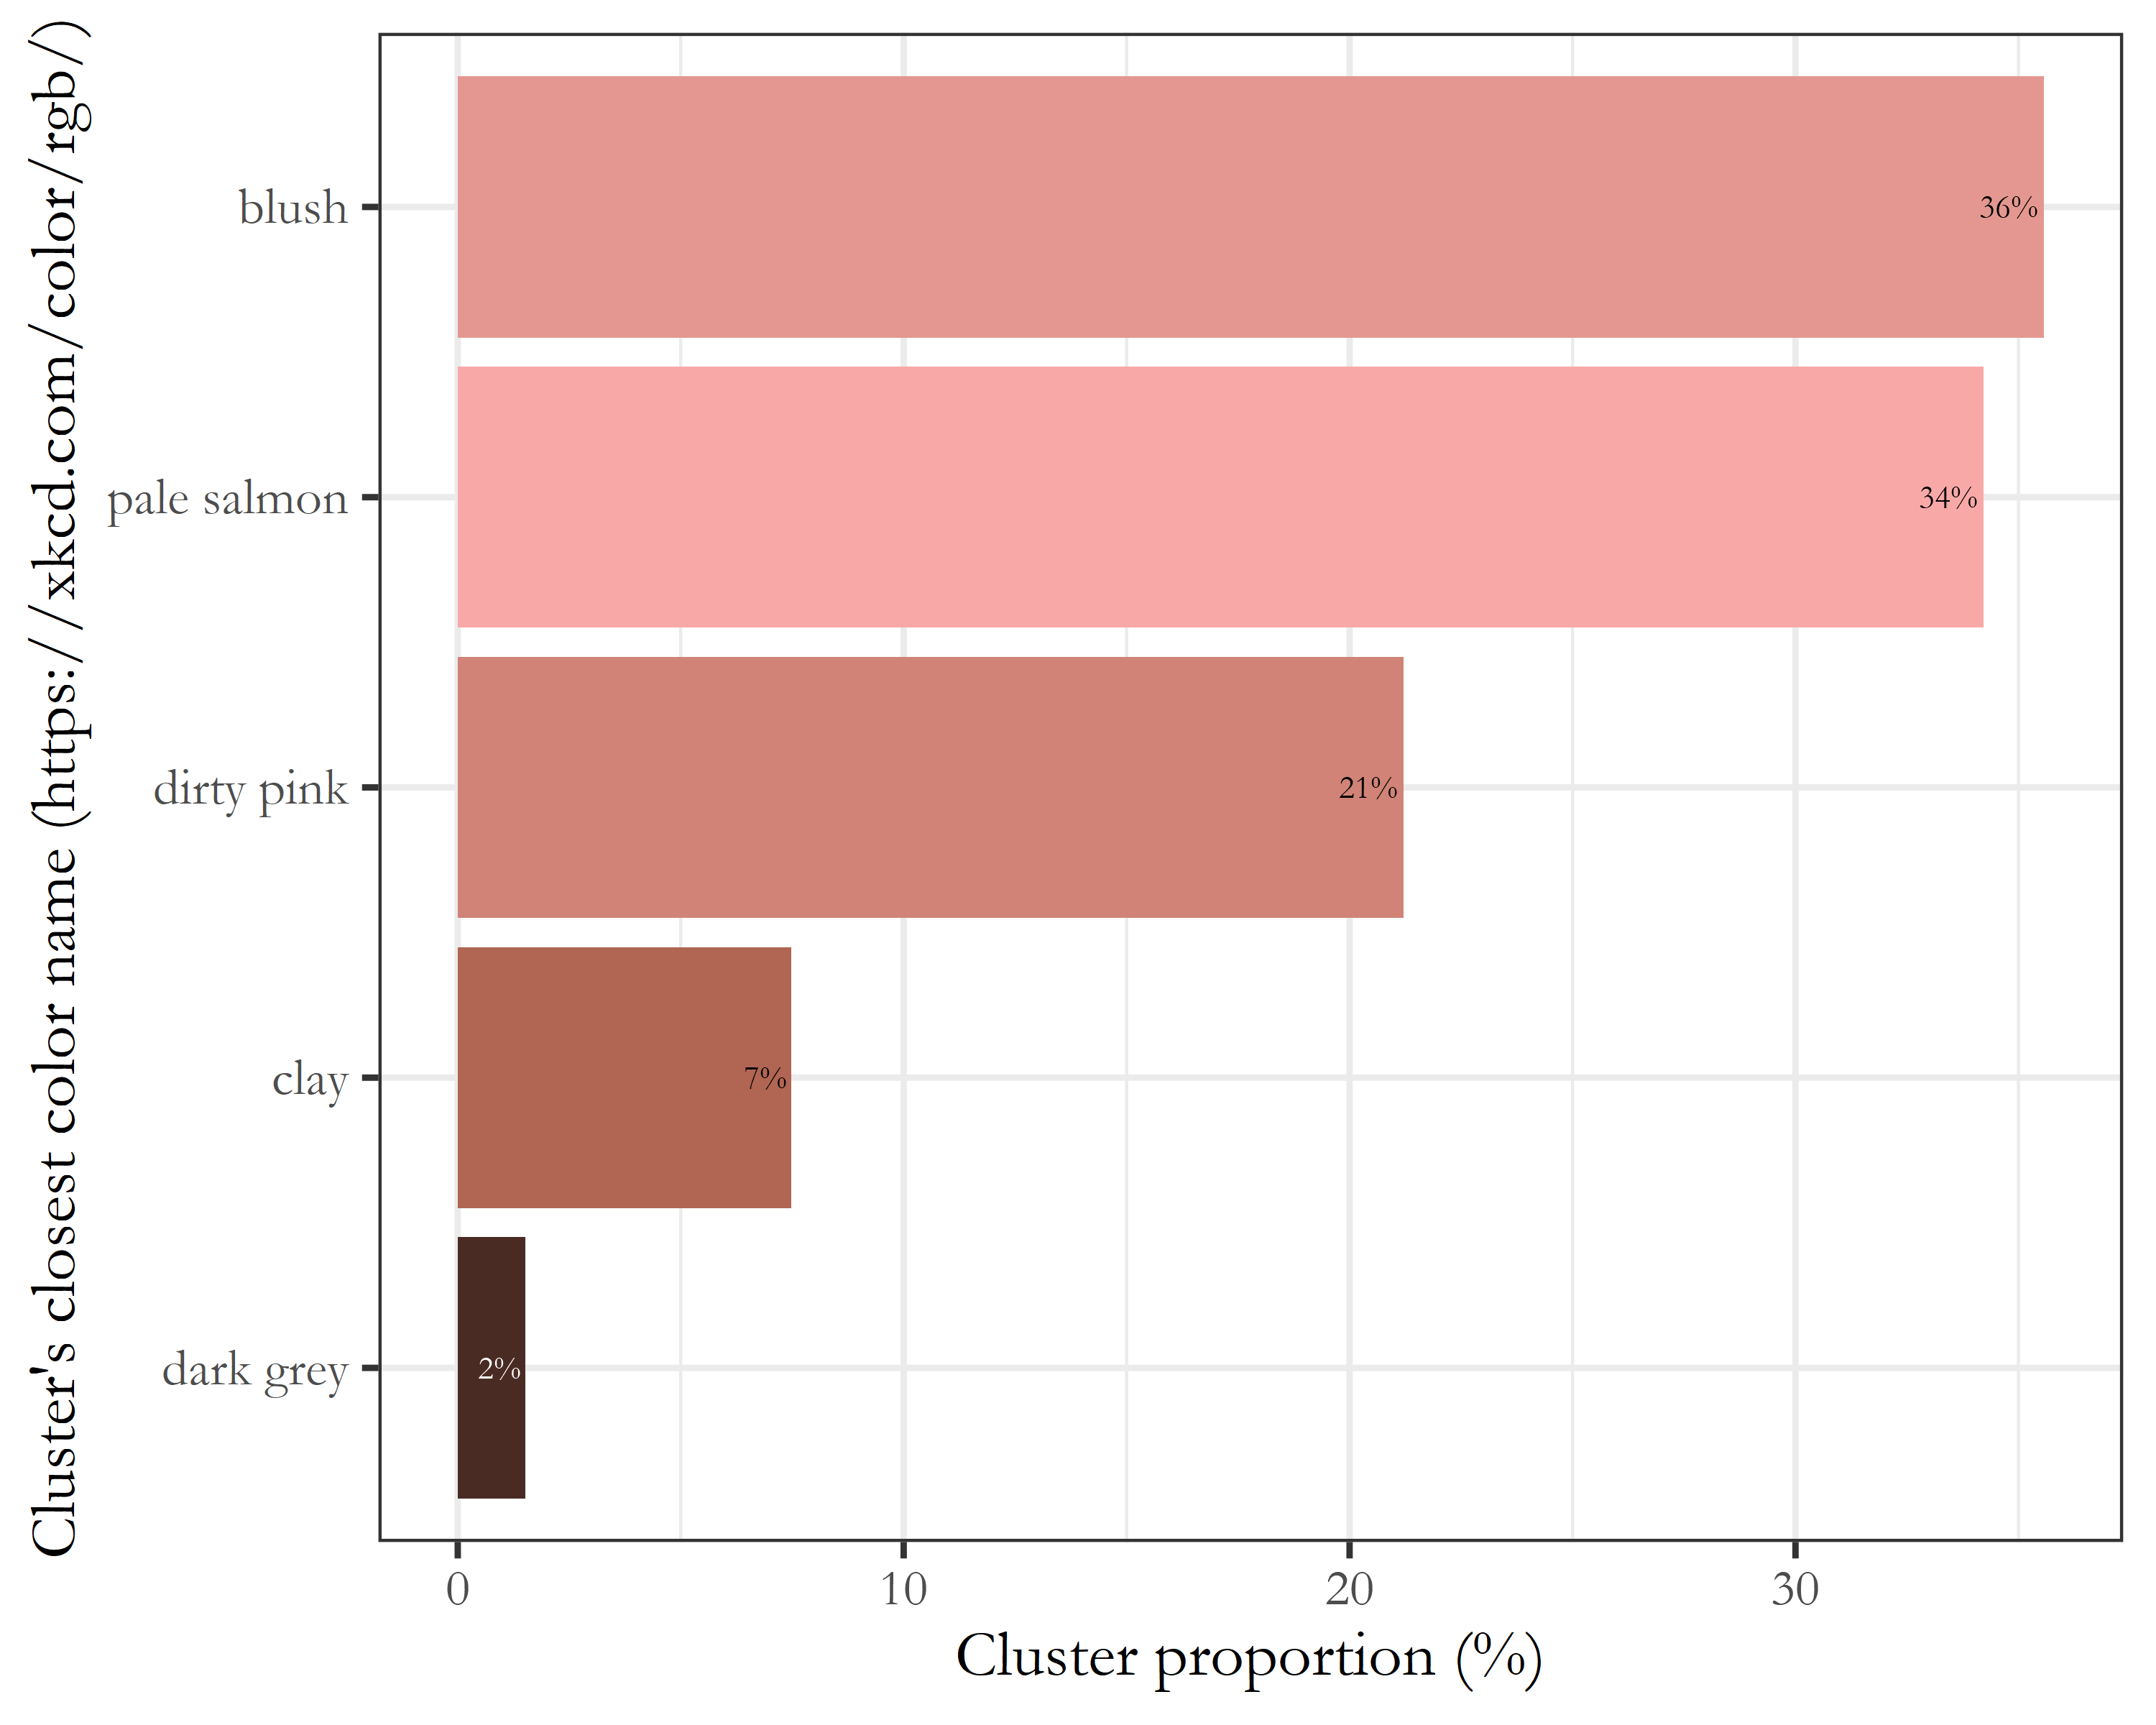 Cluster's closest color name (https://xkcd.com/color/rgb/)
blush
36%
pale salmon
34%
dirty pink
21%
clay
7%
dark grey
2%
0 10 20 30
Cluster proportion (%)